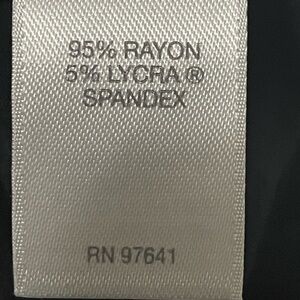 95% RAYON
5% LYCRA ®
SPANDEX
RN 97641